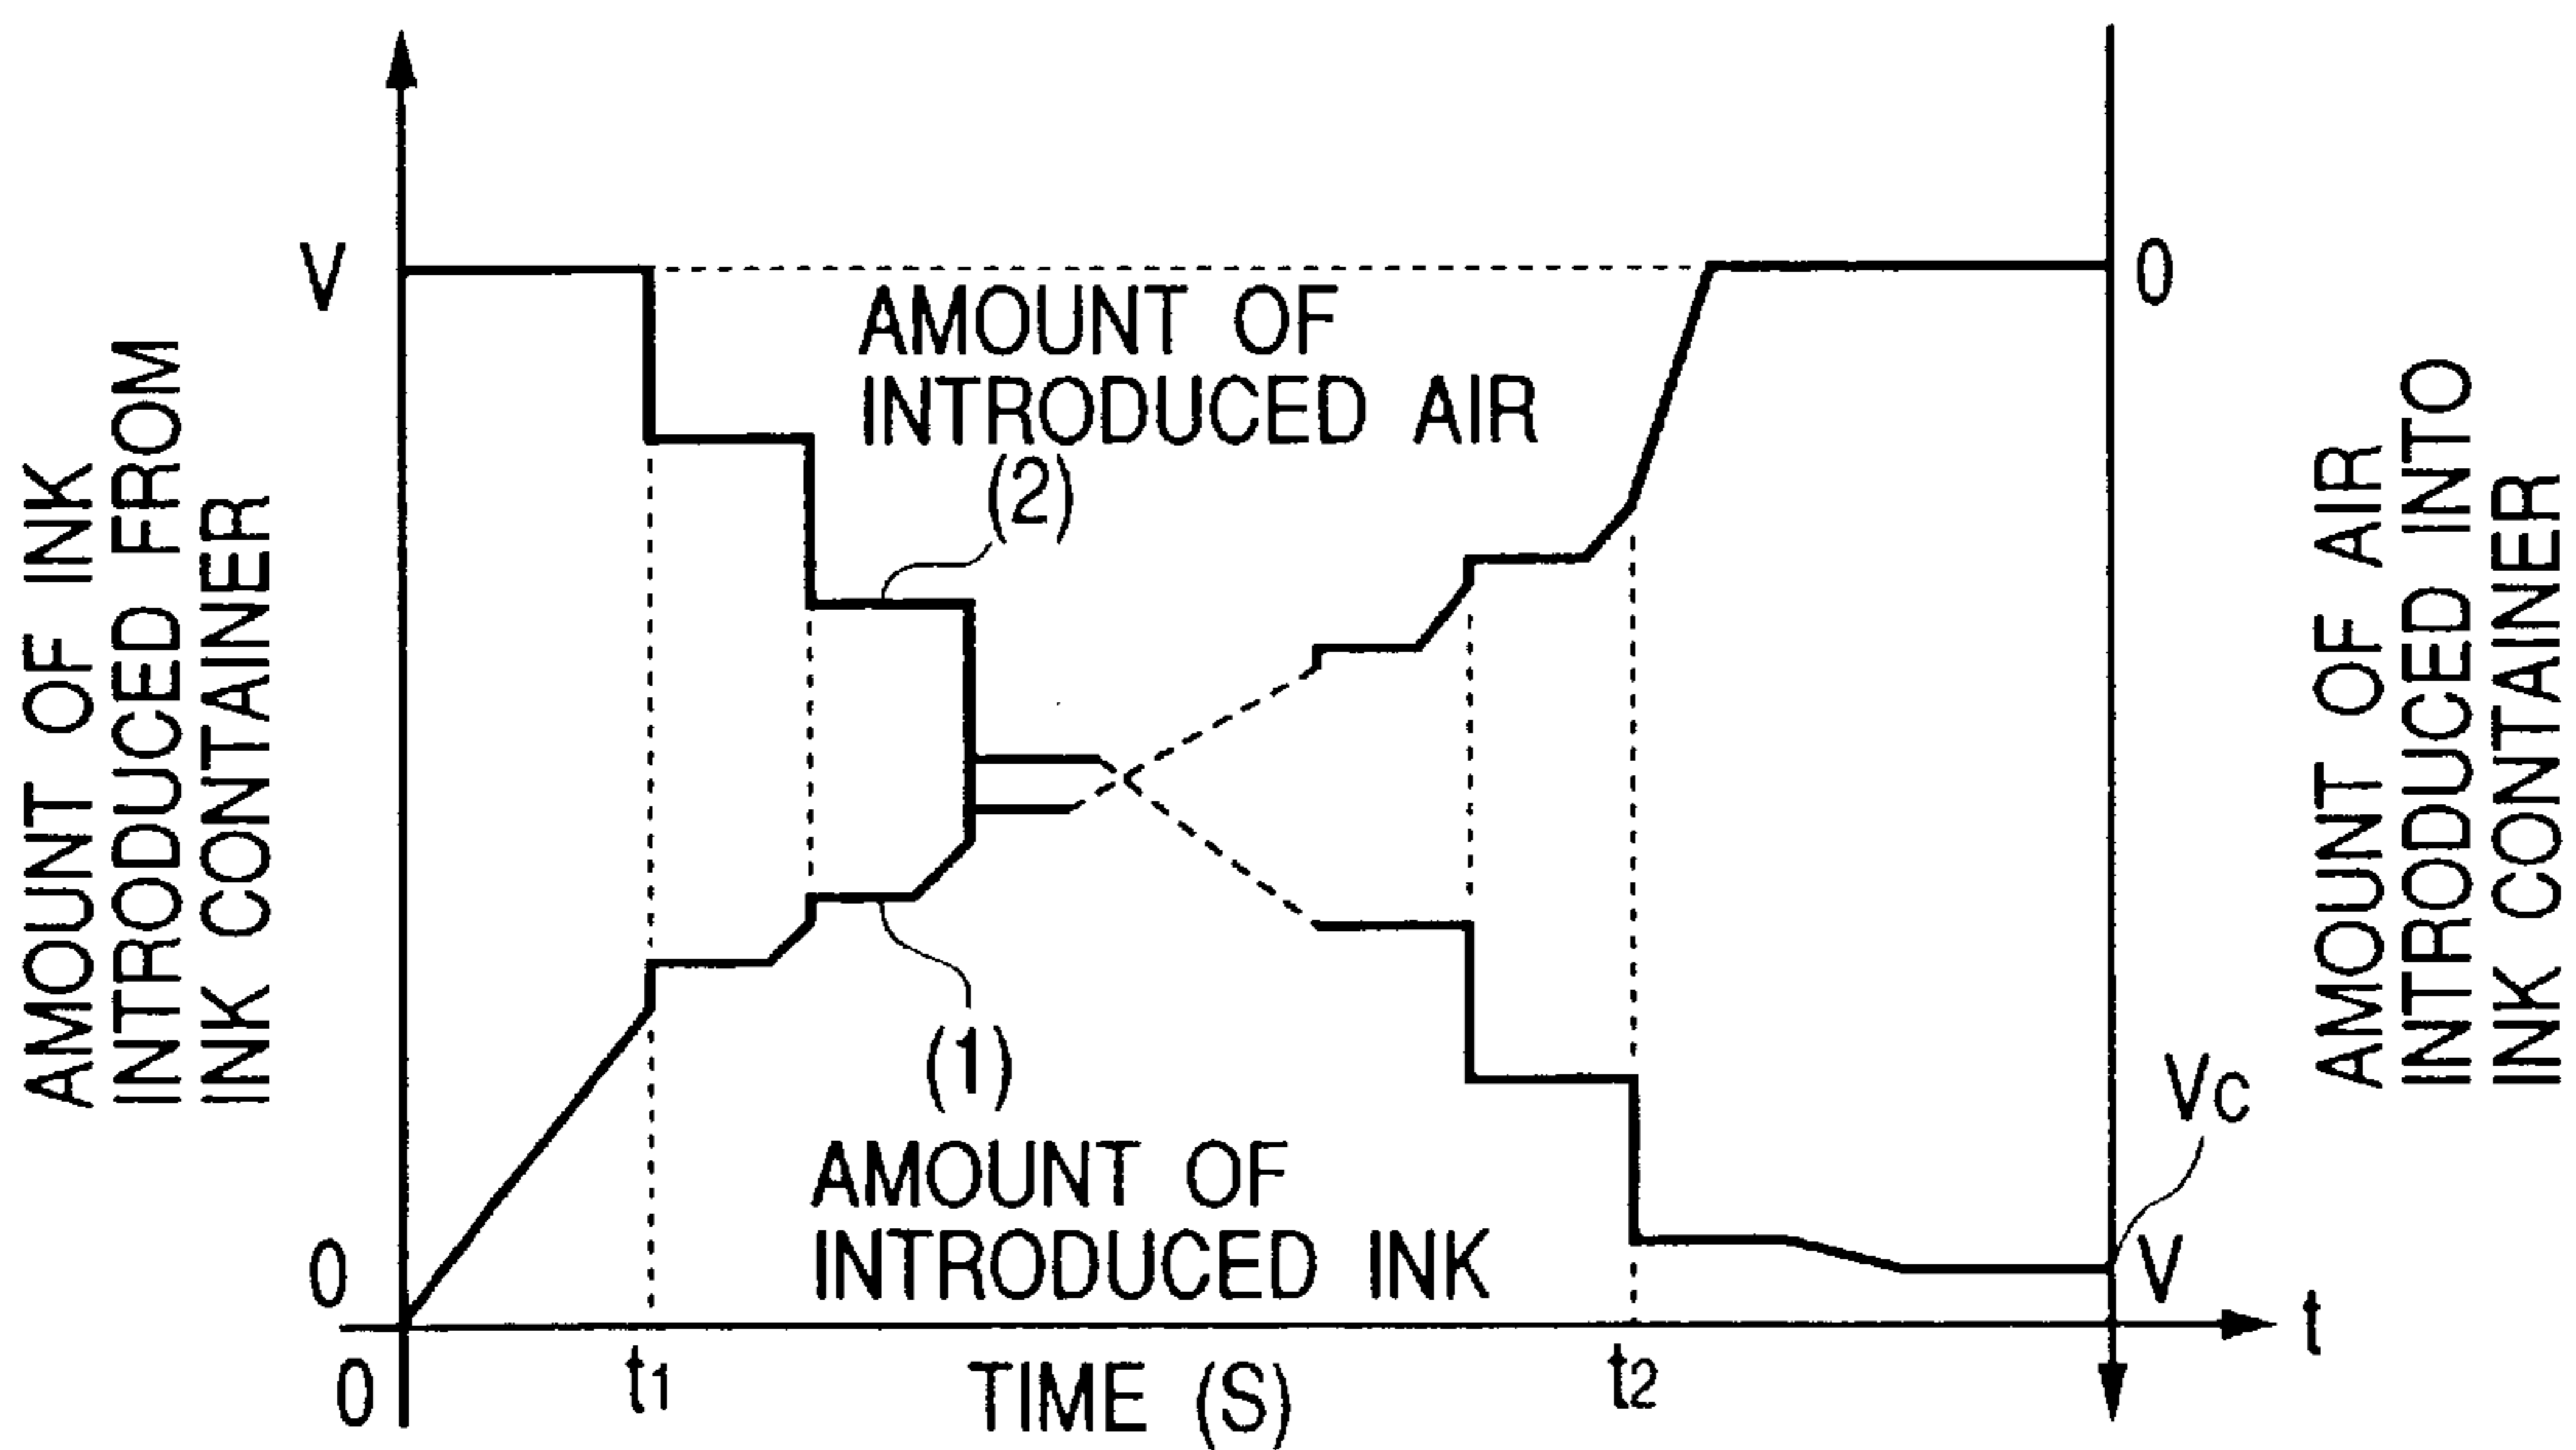 AMOUNT OF INK
INTRODUCED FROM
INK CONTAINER
V
0
0
AMOUNT OF
INTRODUCED AIR
(2)
(1)
AMOUNT OF
INTRODUCED INK
t1
TIME (S)
t2
t
0
VC
V
AMOUNT OF AIR
INTRODUCED INTO
INK CONTAINER